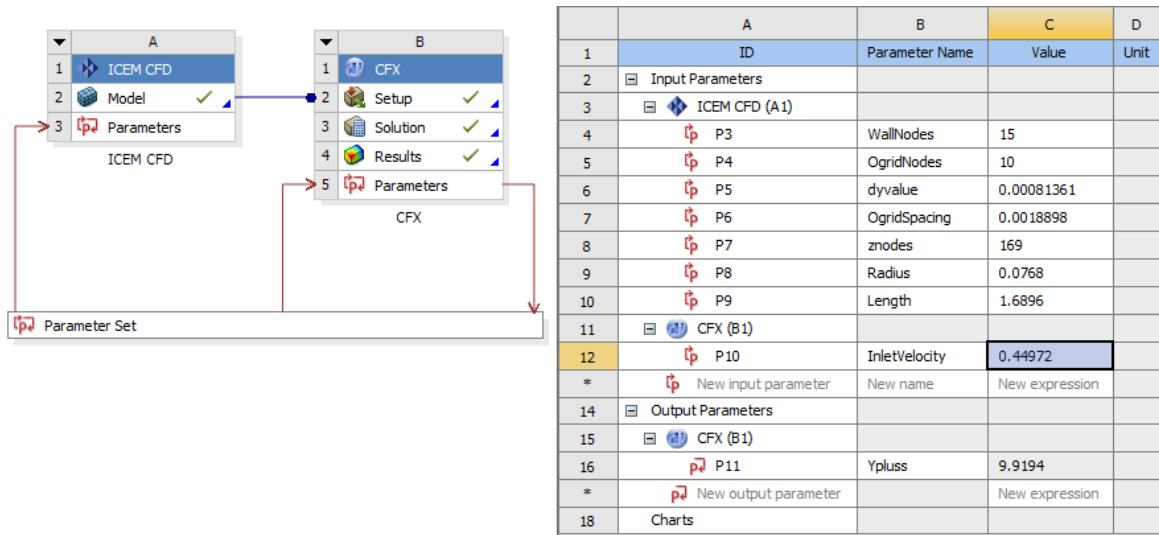 A
1 ICEM CFD
2 Model
3 Parameters
ICEM CFD
B
1 CFX
2 Setup
3 Solution
4 Results
5 Parameters
CFX
Parameter Set
A B C D
1 ID Parameter Name Value Unit
2 Input Parameters
3 ICEM CFD (A1)
4 P3 WallNodes 15
5 P4 OgridNodes 10
6 P5 dyvalue 0.00081361
7 P6 OgridSpacing 0.0018898
8 P7 znodes 169
9 P8 Radius 0.0768
10 P9 Length 1.6896
11 CFX (B1)
12 P10 InletVelocity 0.44972
* New input parameter New name New expression
14 Output Parameters
15 CFX (B1)
16 P11 Ypluss 9.9194
* New output parameter New expression
18 Charts